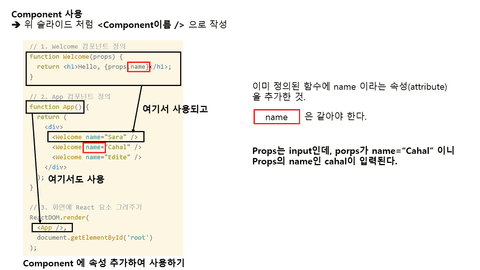 Component 사용
➔ 위 슬라이드 처럼 <Component이름 /> 으로 작성
// 1. Welcome 컴포넌트 정의
function Welcome(props) {
return <h1>Hello, {props.name}</h1>;
}
// 2. App 컴포넌트 정의
function App() {
return (
<div>
<Welcome name="Sara" />
<Welcome name="Cahal" />
<Welcome name="Edite" />
</div>
);
}
// 3. 화면에 React 요소 그려주기
ReactDOM.render(
<App />,
document.getElementById('root')
);
여기서 사용되고
여기서도 사용
Component 에 속성 추가하여 사용하기
이미 정의된 함수에 name 이라는 속성(attribute)
을 추가한 것.
name 은 같아야 한다.
Props는 input인데, porps가 name="Cahal" 이니
Props의 name인 cahal이 입력된다.